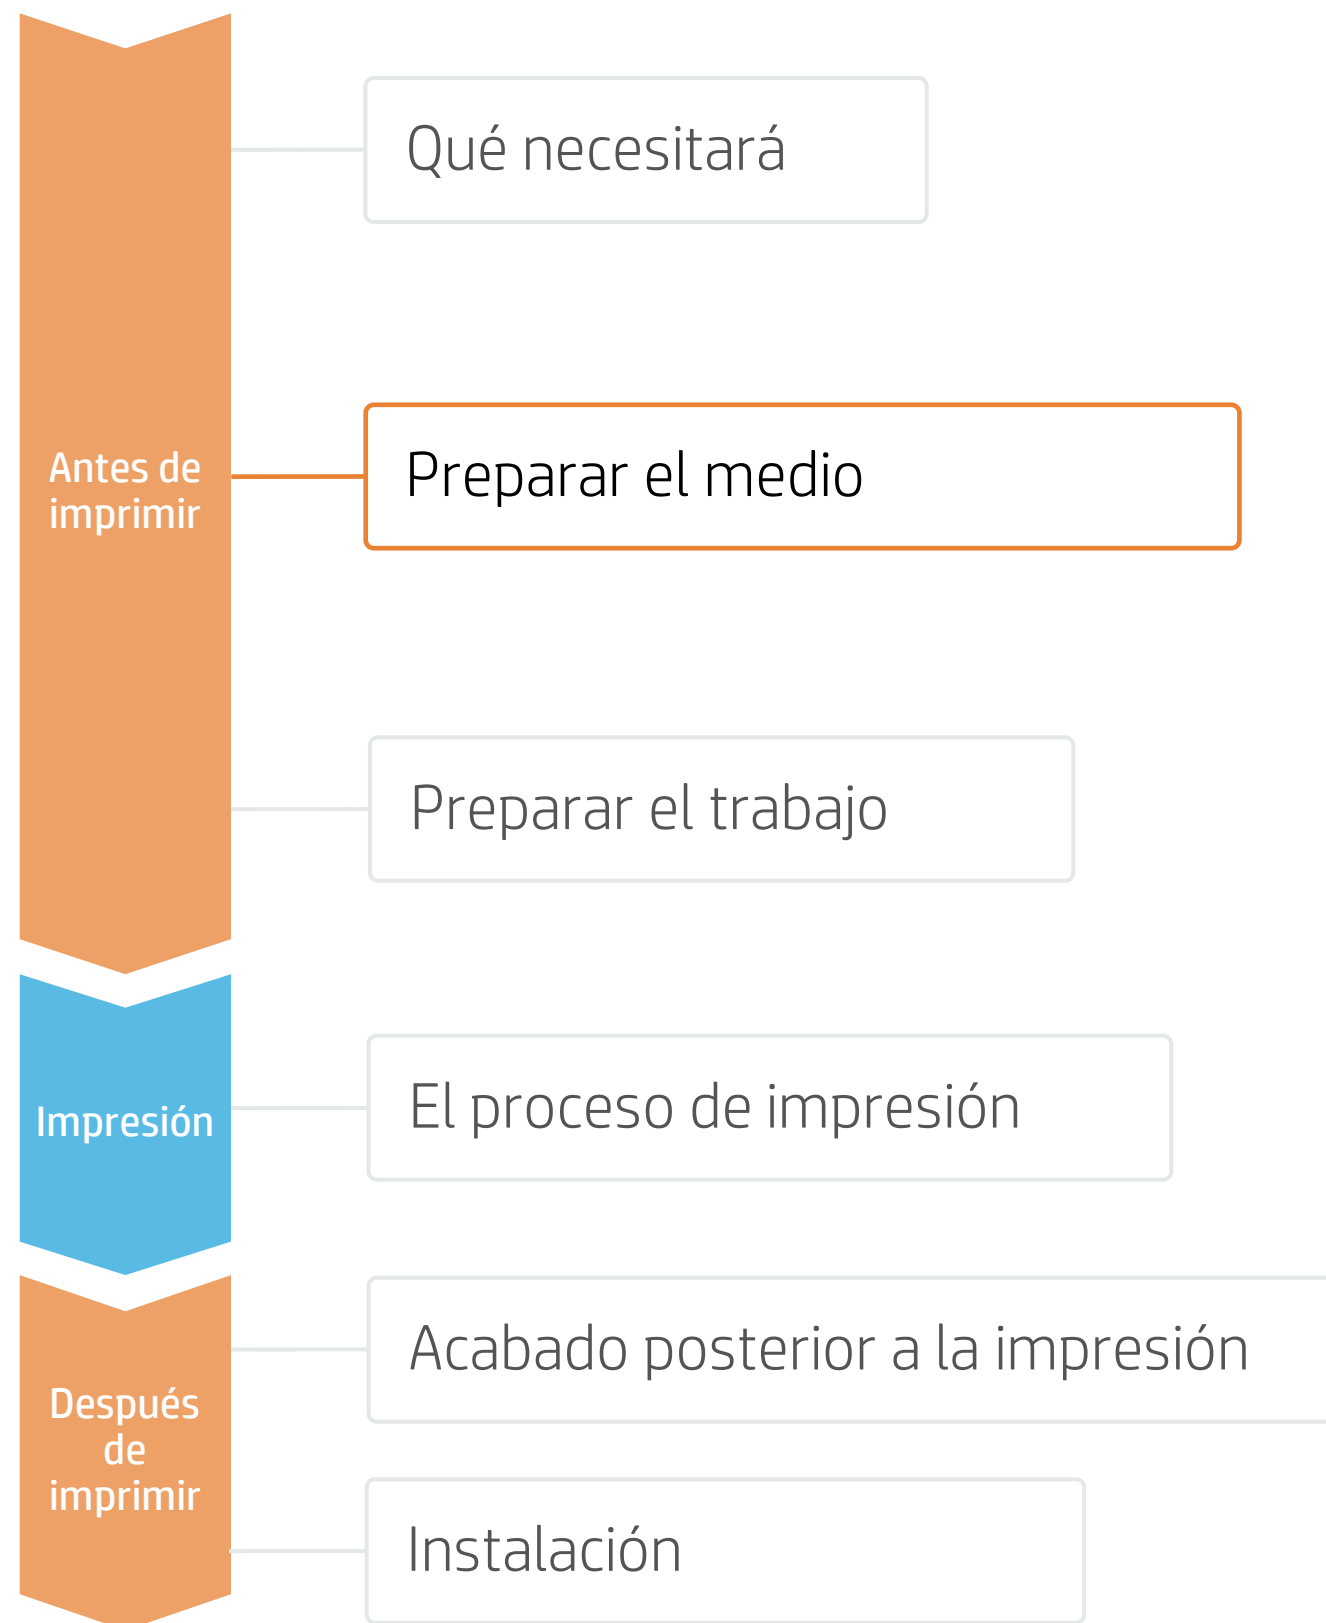 Qué necesitará
Antes de
imprimir
Preparar el medio
Preparar el trabajo
Impresión
El proceso de impresión
Después
de
imprimir
Acabado posterior a la impresión
Instalación